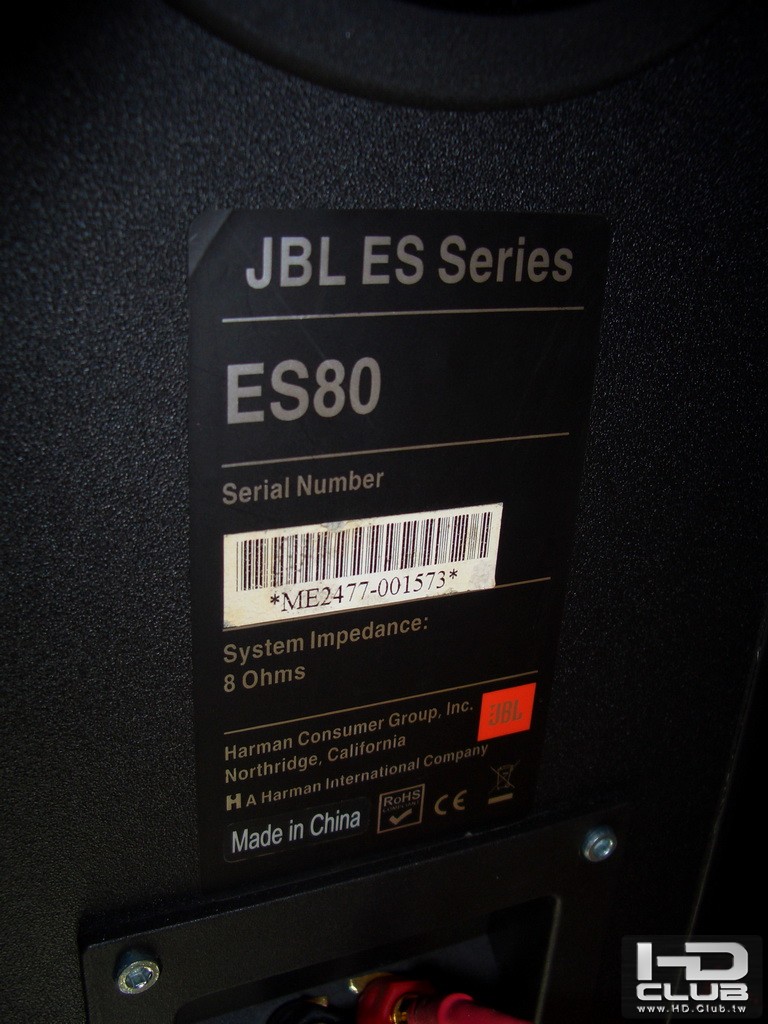 JBL ES Series
ES80
Serial Number
*ME2477-001573*
System Impedance:
8 Ohms
Harman Consumer Group, Inc.
Northridge, California
JBL
H A Harman International Company
Made in China
RoHS
COMPLIANT
CE
HD
CLUB
www.HD.Club.tw